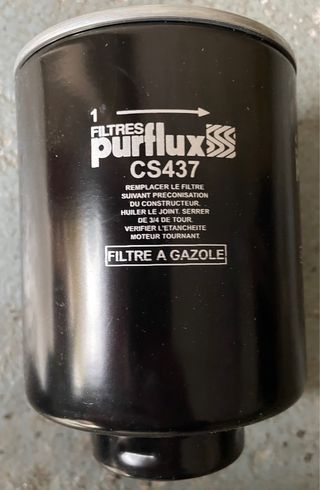 1
FILTRES
purflux
CS437
REMPLACER LE FILTRE
SUIVANT PRECONISATION
DU CONSTRUCTEUR.
HUILER LE JOINT. SERRER
DE 3/4 DE TOUR.
VERIFIER L'ETANCHEITE
MOTEUR TOURNANT.
FILTRE A GAZOLE